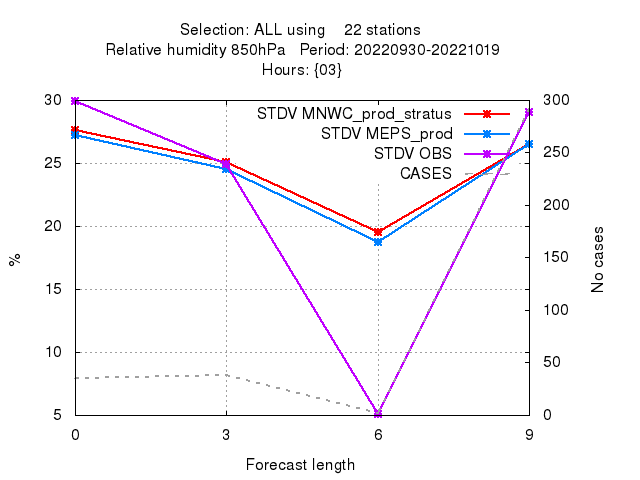 Selection: ALL using    22 stations
Relative humidity 850hPa   Period: 20220930-20221019
Hours: {03}
STDV MNWC_prod_stratus
STDV MEPS_prod
STDV OBS
CASES
30
25
20
15
10
5
%
300
250
200
150
100
50
0
No cases
0 3 6 9
Forecast length